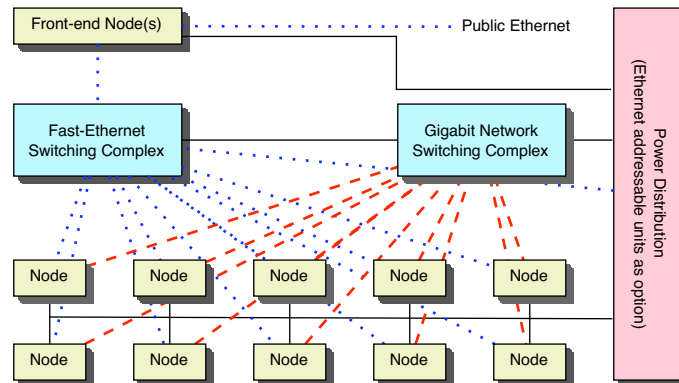 Front-end Node(s)
Public Ethernet
Fast-Ethernet
Switching Complex
Gigabit Network
Switching Complex
Power Distribution
(Ethernet addressable units as option)
Node
Node
Node
Node
Node
Node
Node
Node
Node
Node